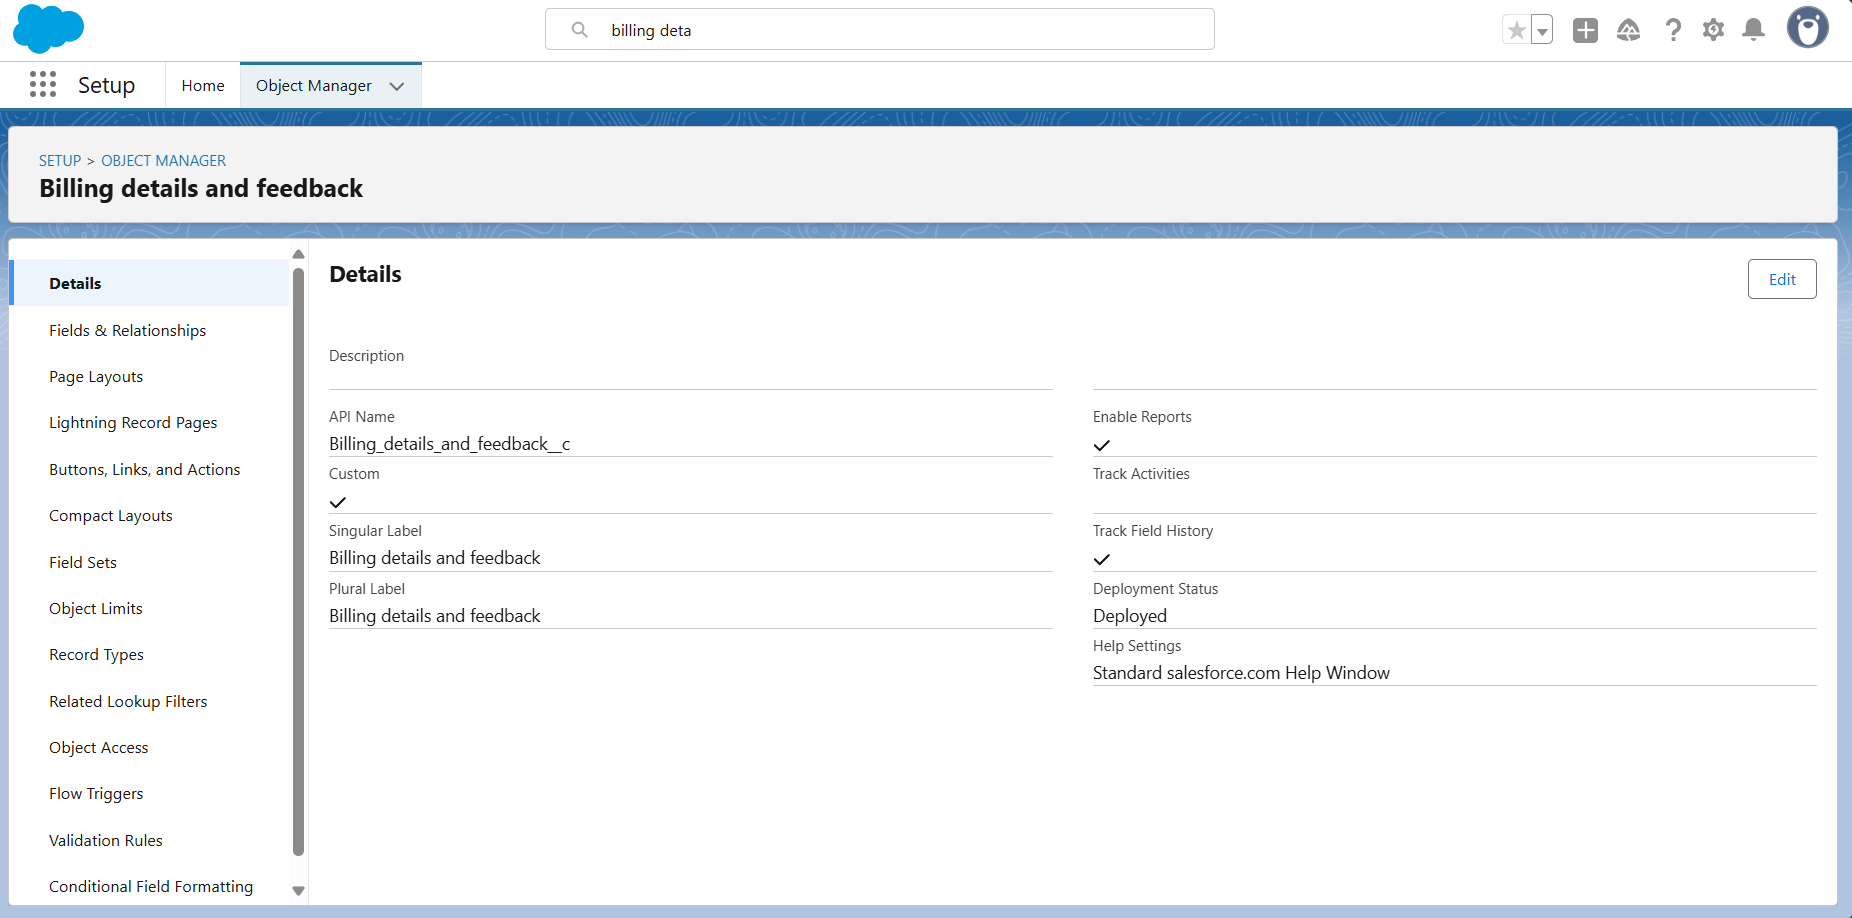 billing deta
Setup
Home
Object Manager
SETUP > OBJECT MANAGER
Billing details and feedback
Details
Fields & Relationships
Page Layouts
Lightning Record Pages
Buttons, Links, and Actions
Compact Layouts
Field Sets
Object Limits
Record Types
Related Lookup Filters
Object Access
Flow Triggers
Validation Rules
Conditional Field Formatting
Details
Edit
Description
API Name
Billing_details_and_feedback__c
Custom
Singular Label
Billing details and feedback
Plural Label
Billing details and feedback
Enable Reports
Track Activities
Track Field History
Deployment Status
Deployed
Help Settings
Standard salesforce.com Help Window